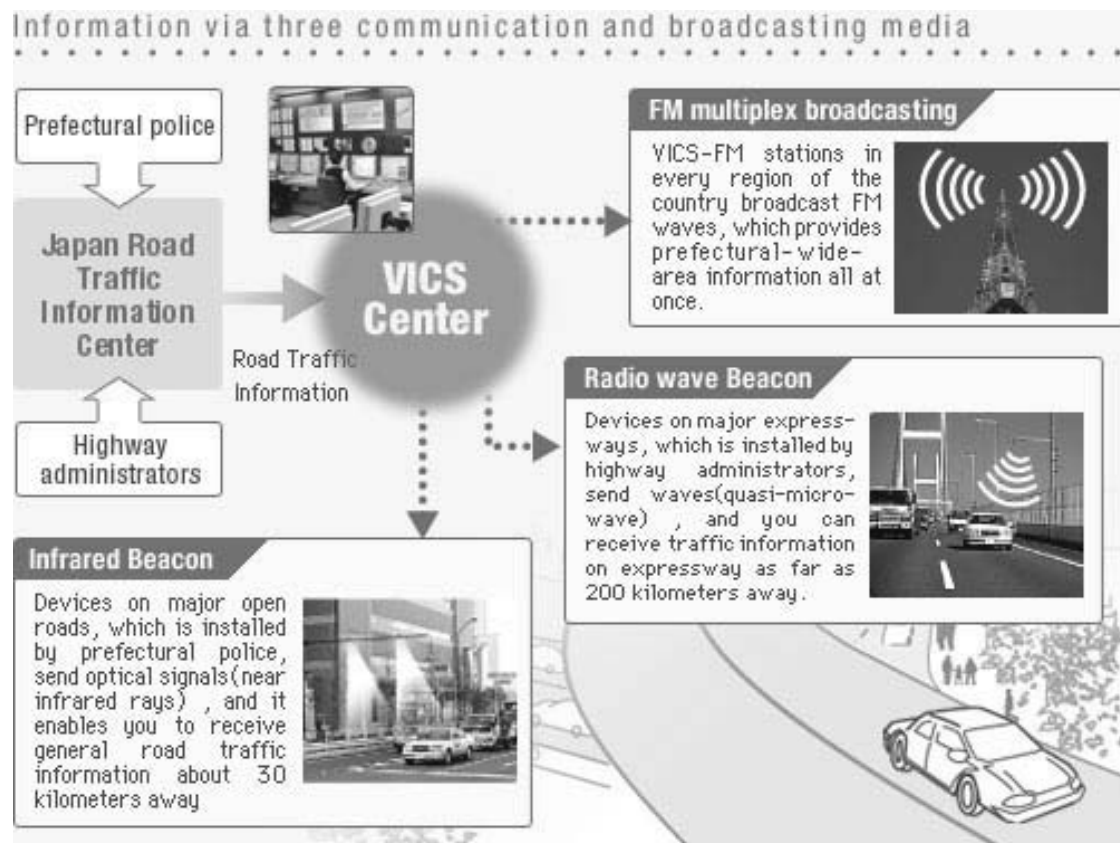 Information via three communication and broadcasting media
Prefectural police
Japan Road
Traffic
Information
Center
Highway
administrators
Road Traffic
Information
VICS
Center
FM multiplex broadcasting
VICS-FM stations in
every region of the
country broadcast FM
waves, which provides
prefectural-wide-
area information all at
once.
Radio wave Beacon
Devices on major express-
ways, which is installed by
highway administrators,
send waves(quasi-micro-
wave) , and you can
receive traffic information
on expressway as far as
200 kilometers away.
Infrared Beacon
Devices on major open
roads, which is installed
by prefectural police,
send optical signals(near
infrared rays) , and it
enables you to receive
general road traffic
information about 30
kilometers away